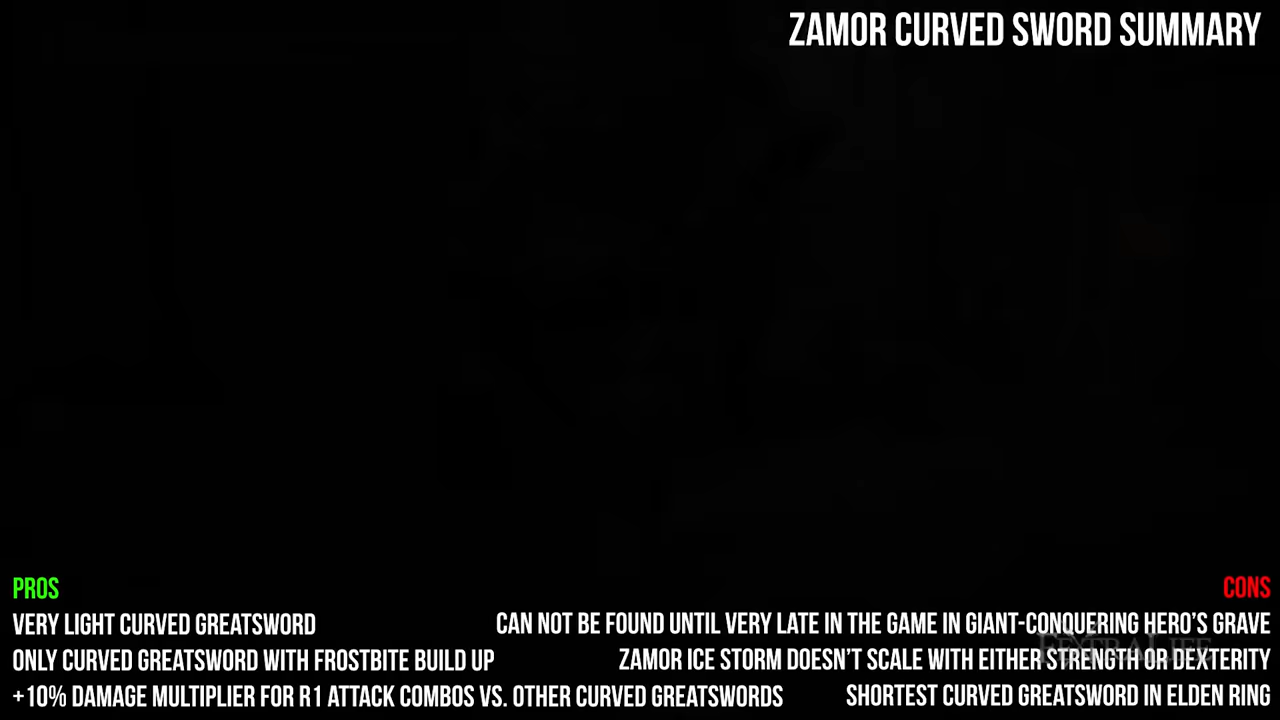 ZAMOR CURVED SWORD SUMMARY
PROS
VERY LIGHT CURVED GREATSWORD
ONLY CURVED GREATSWORD WITH FROSTBITE BUILD UP
+10% DAMAGE MULTIPLIER FOR R1 ATTACK COMBOS VS. OTHER CURVED GREATSWORDS
CONS
CAN NOT BE FOUND UNTIL VERY LATE IN THE GAME IN GIANT-CONQUERING HERO'S GRAVE
ZAMOR ICE STORM DOESN'T SCALE WITH EITHER STRENGTH OR DEXTERITY
SHORTEST CURVED GREATSWORD IN ELDEN RING
FEXTRALIFE